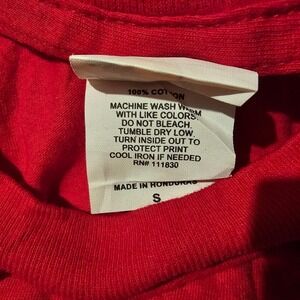 100% COTTON
MACHINE WASH WARM
WITH LIKE COLORS
DO NOT BLEACH.
TUMBLE DRY LOW.
TURN INSIDE OUT TO
PROTECT PRINT
COOL IRON IF NEEDED
RN# 111830
MADE IN HONDURAS
S